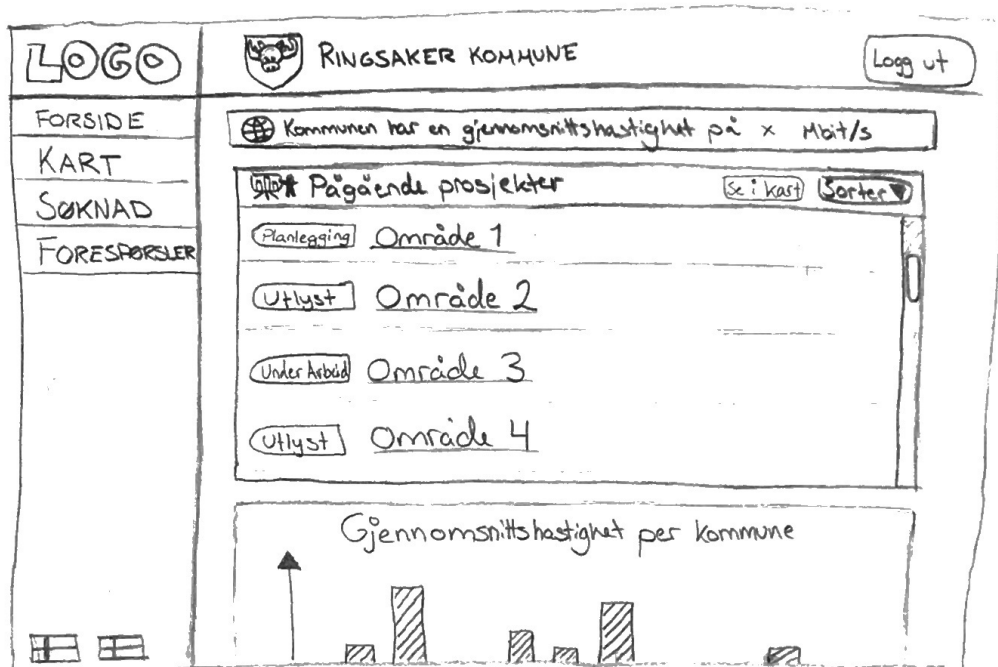 LOGO
RINGSAKER KOMMUNE
Logg ut
FORSIDE
KART
SØKNAD
FORESPØRSLER
Kommunen har en gjennomsnittshastighet på x Mbit/s
Pågående prosjekter
Se i kart
Sorter
Planlegging Område 1
Utlyst Område 2
Under Arbeid Område 3
Utlyst Område 4
Gjennomsnittshastighet per kommune